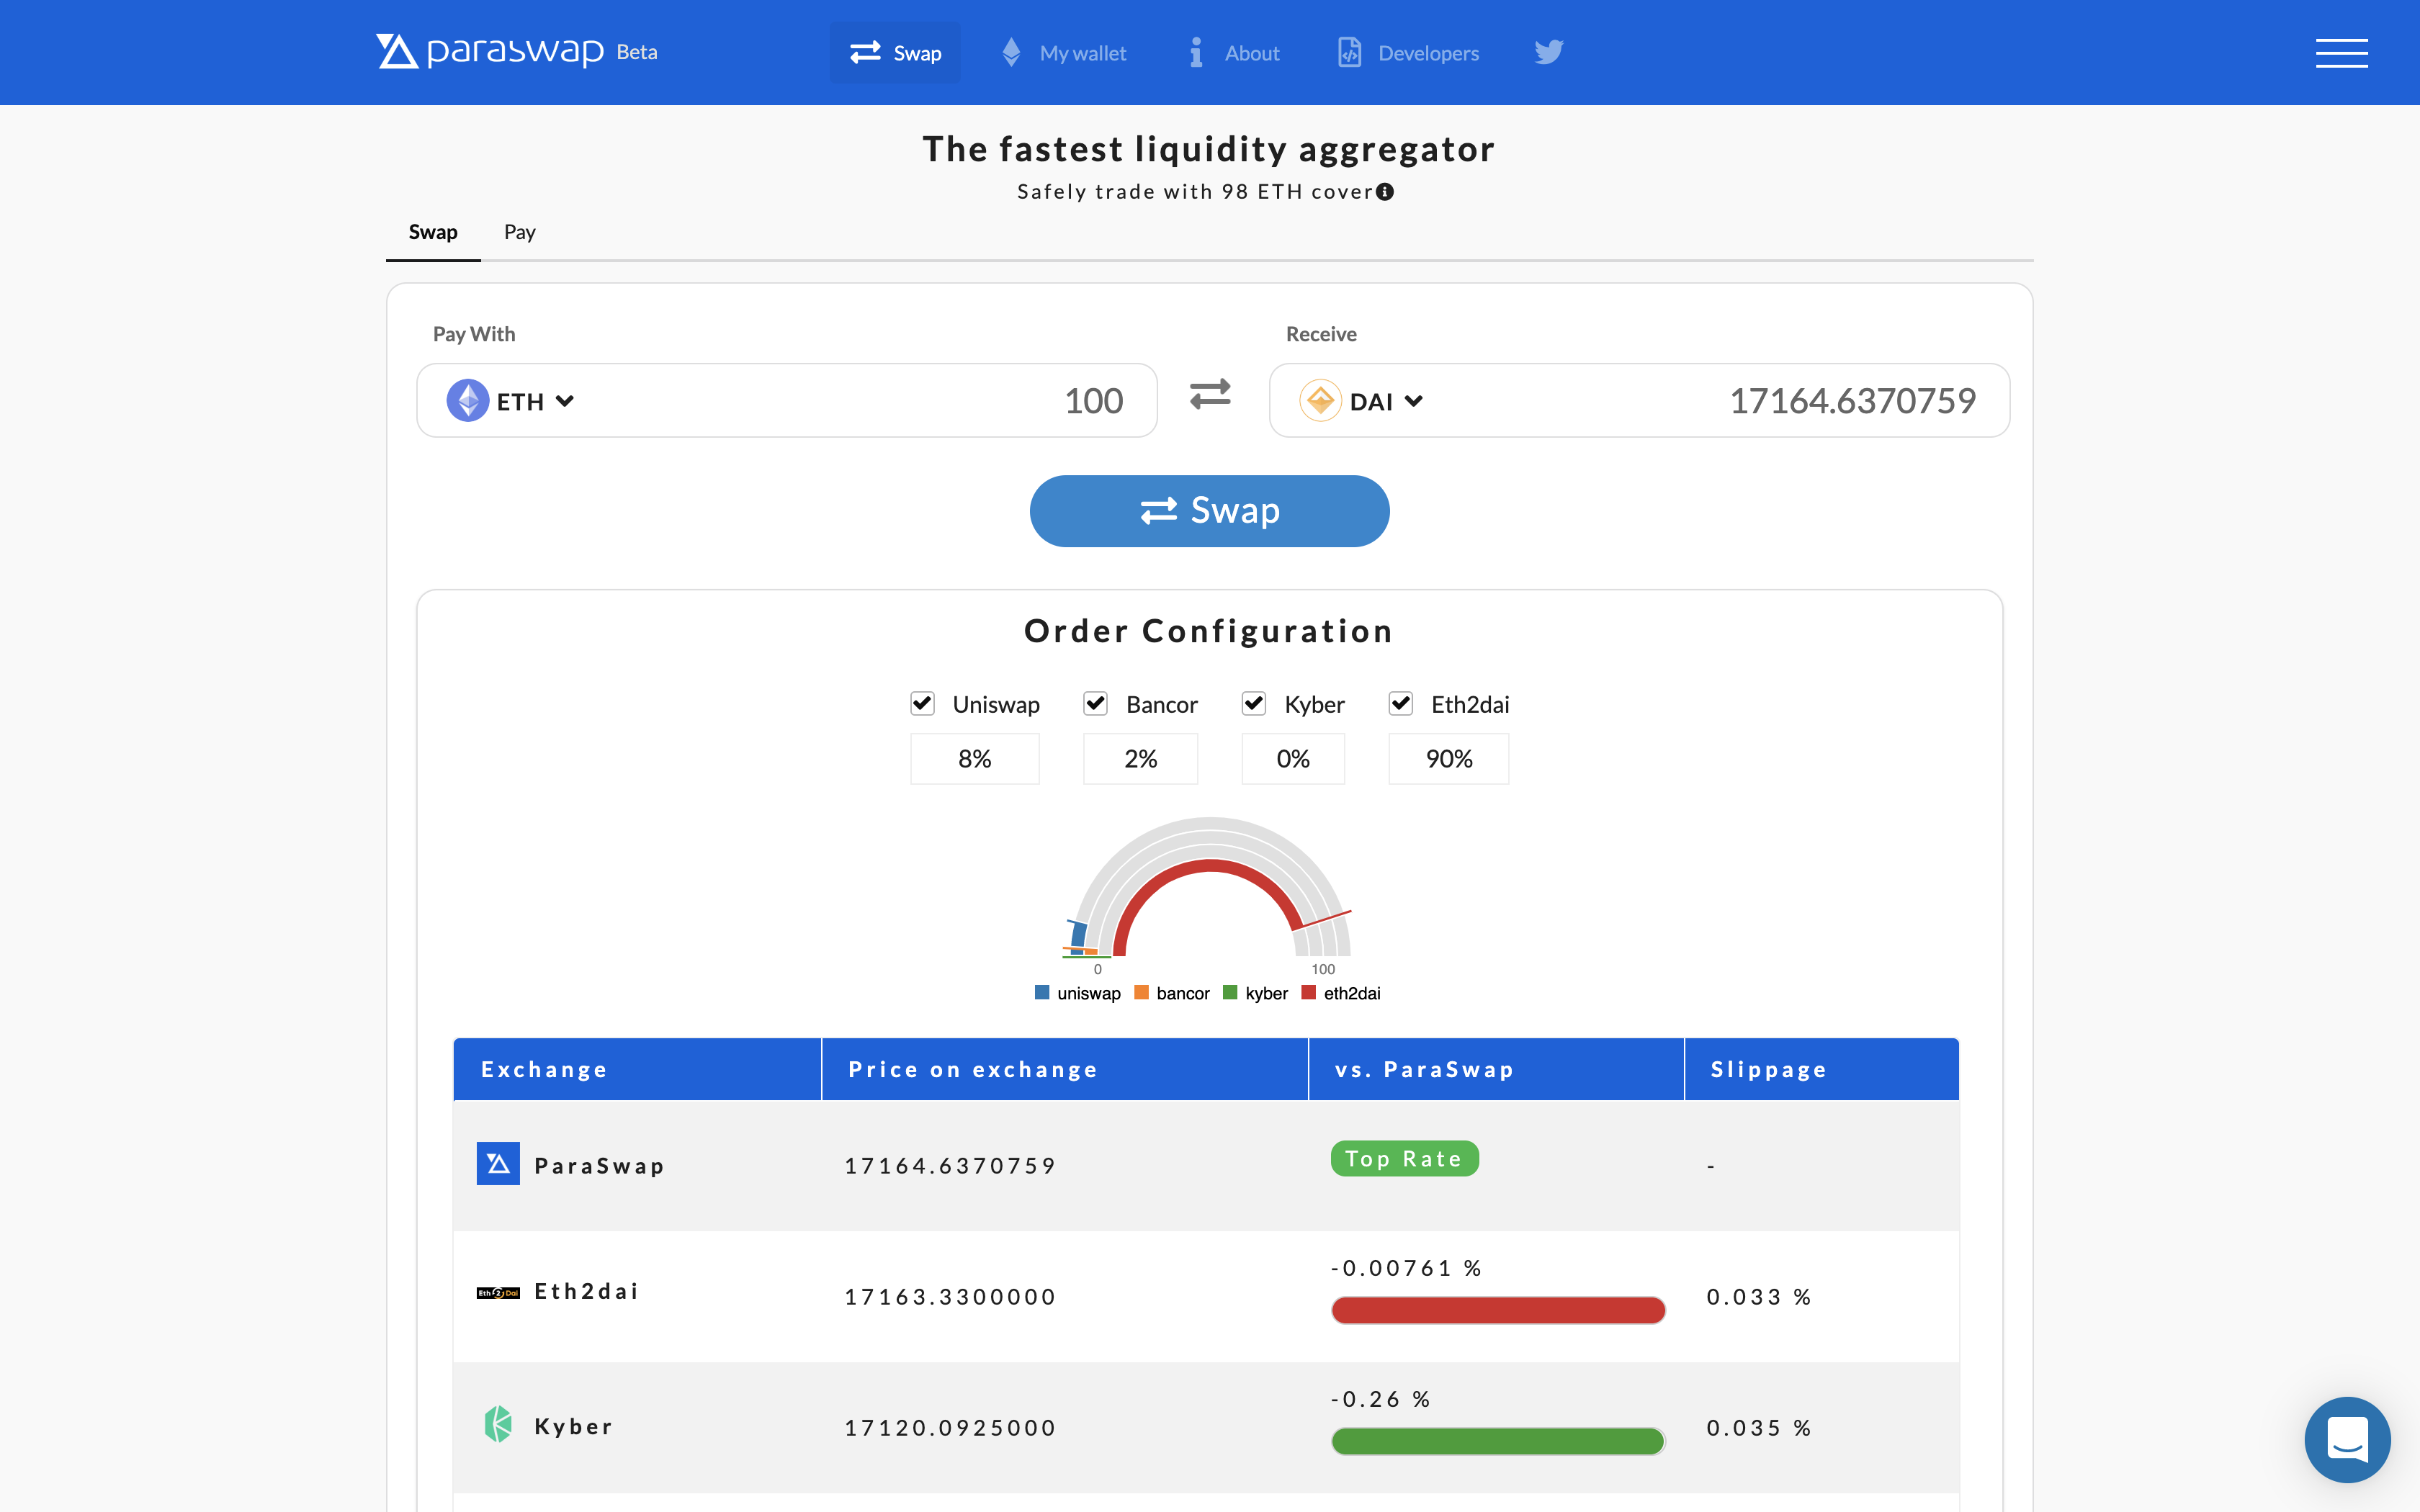 paraswap Beta Swap My wallet About Developers
The fastest liquidity aggregator
Safely trade with 98 ETH cover
Swap Pay
Pay With Receive
ETH 100 DAI 17164.6370759
Swap
Order Configuration
Uniswap Bancor Kyber Eth2dai
8% 2% 0% 90%
0 100
uniswap bancor kyber eth2dai
Exchange Price on exchange vs. ParaSwap Slippage
ParaSwap 17164.6370759 Top Rate -
-0.00761 %
Eth2Dai Eth2dai 17163.3300000 0.033 %
-0.26 %
Kyber 17120.0925000 0.035 %